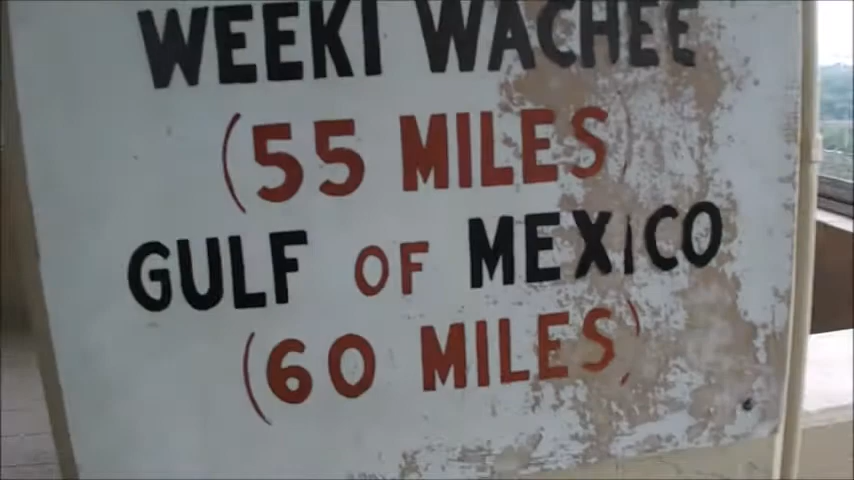 WEEKI WACHEE
(55 MILES)
GULF OF MEXICO
(60 MILES)